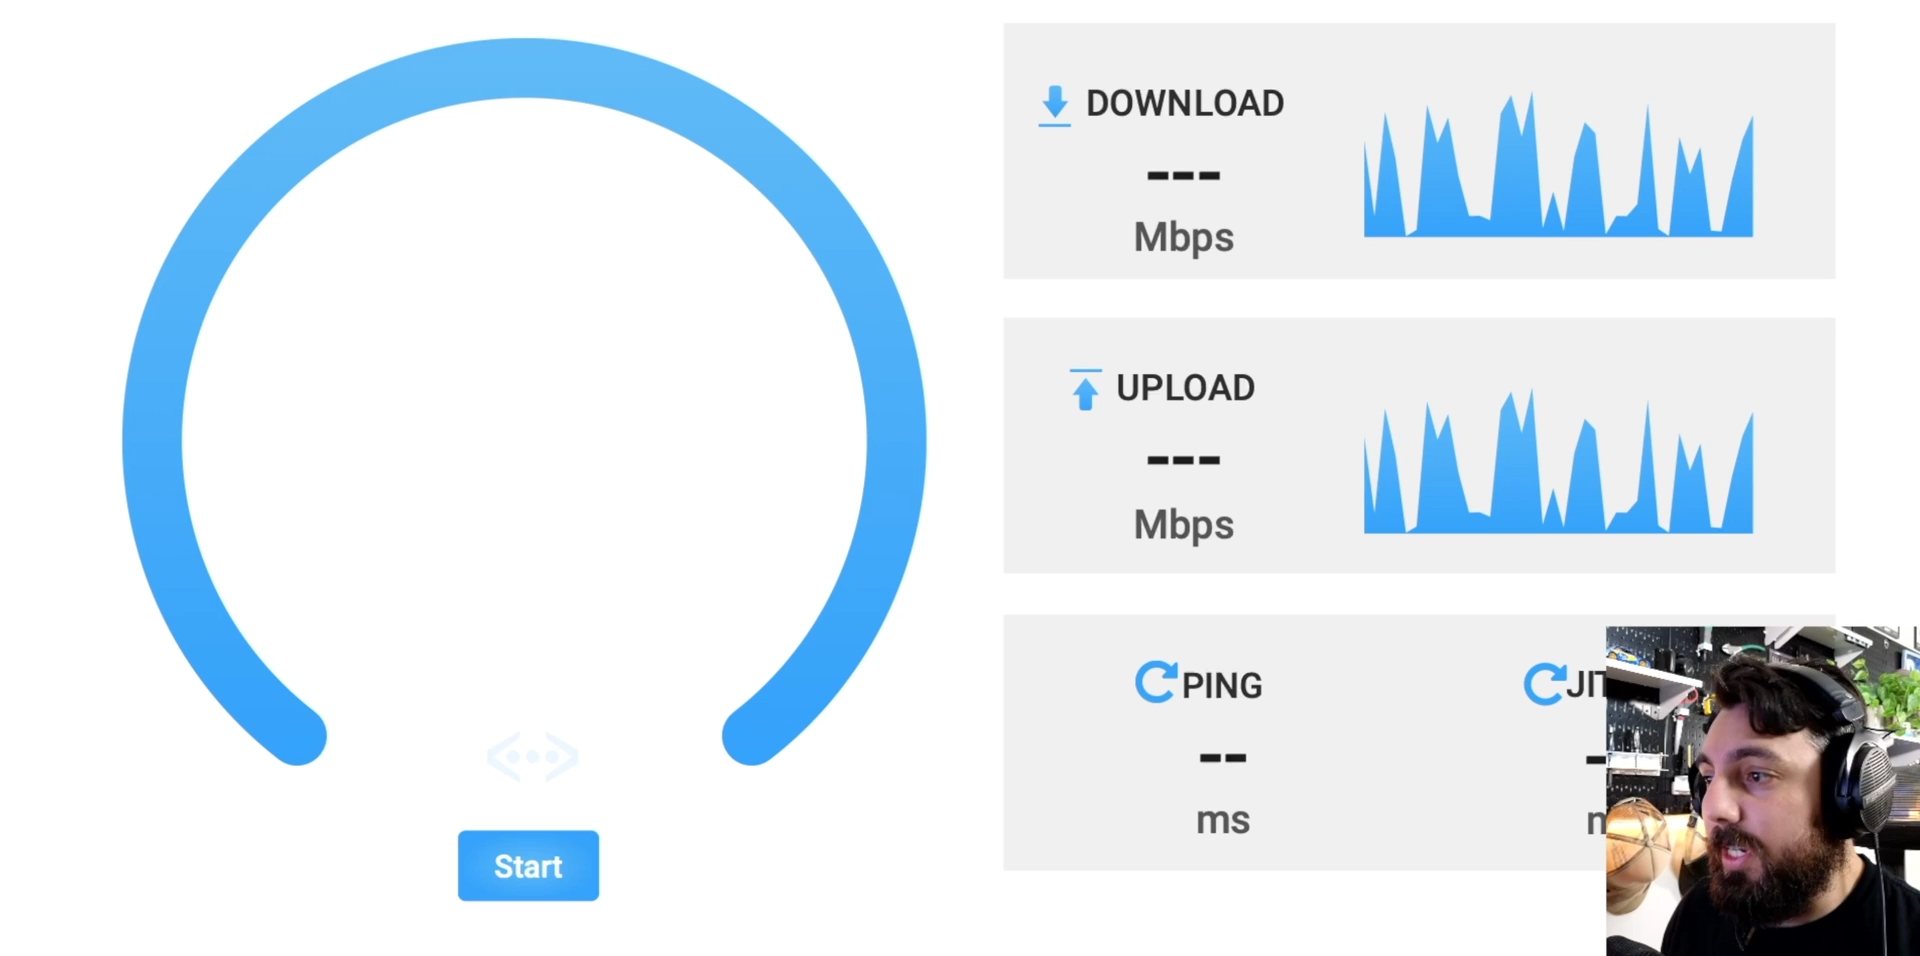 DOWNLOAD
---
Mbps
UPLOAD
---
Mbps
PING
--
ms
Start